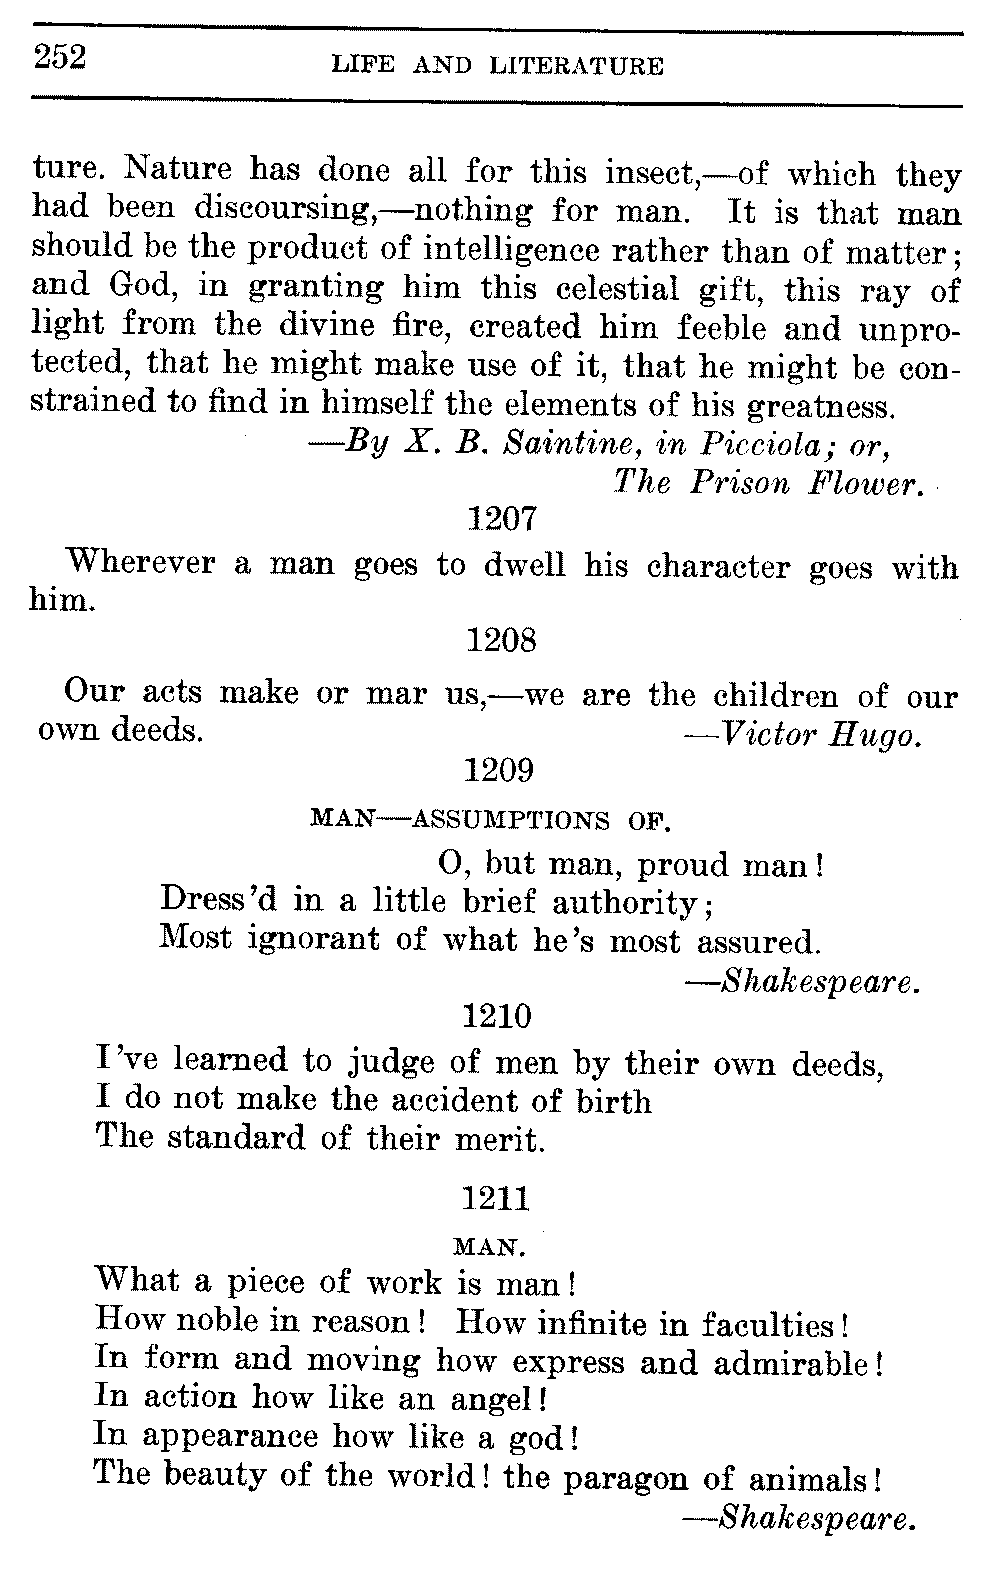 252
LIFE AND LITERATURE
ture. Nature has done all for this insect,—of which they
had been discoursing,—nothing for man. It is that man
should be the product of intelligence rather than of matter;
and God, in granting him this celestial gift, this ray of
light from the divine fire, created him feeble and unpro-
tected, that he might make use of it, that he might be con-
strained to find in himself the elements of his greatness.
—By X. B. Saintine, in Picciola; or,
The Prison Flower.
1207
Wherever a man goes to dwell his character goes with
him.
1208
Our acts make or mar us,—we are the children of our
own deeds. —Victor Hugo.
1209
MAN—ASSUMPTIONS OF.
O, but man, proud man!
Dress'd in a little brief authority;
Most ignorant of what he's most assured.
—Shakespeare.
1210
I've learned to judge of men by their own deeds,
I do not make the accident of birth
The standard of their merit.
1211
MAN.
What a piece of work is man!
How noble in reason! How infinite in faculties!
In form and moving how express and admirable!
In action how like an angel!
In appearance how like a god!
The beauty of the world! the paragon of animals!
—Shakespeare.